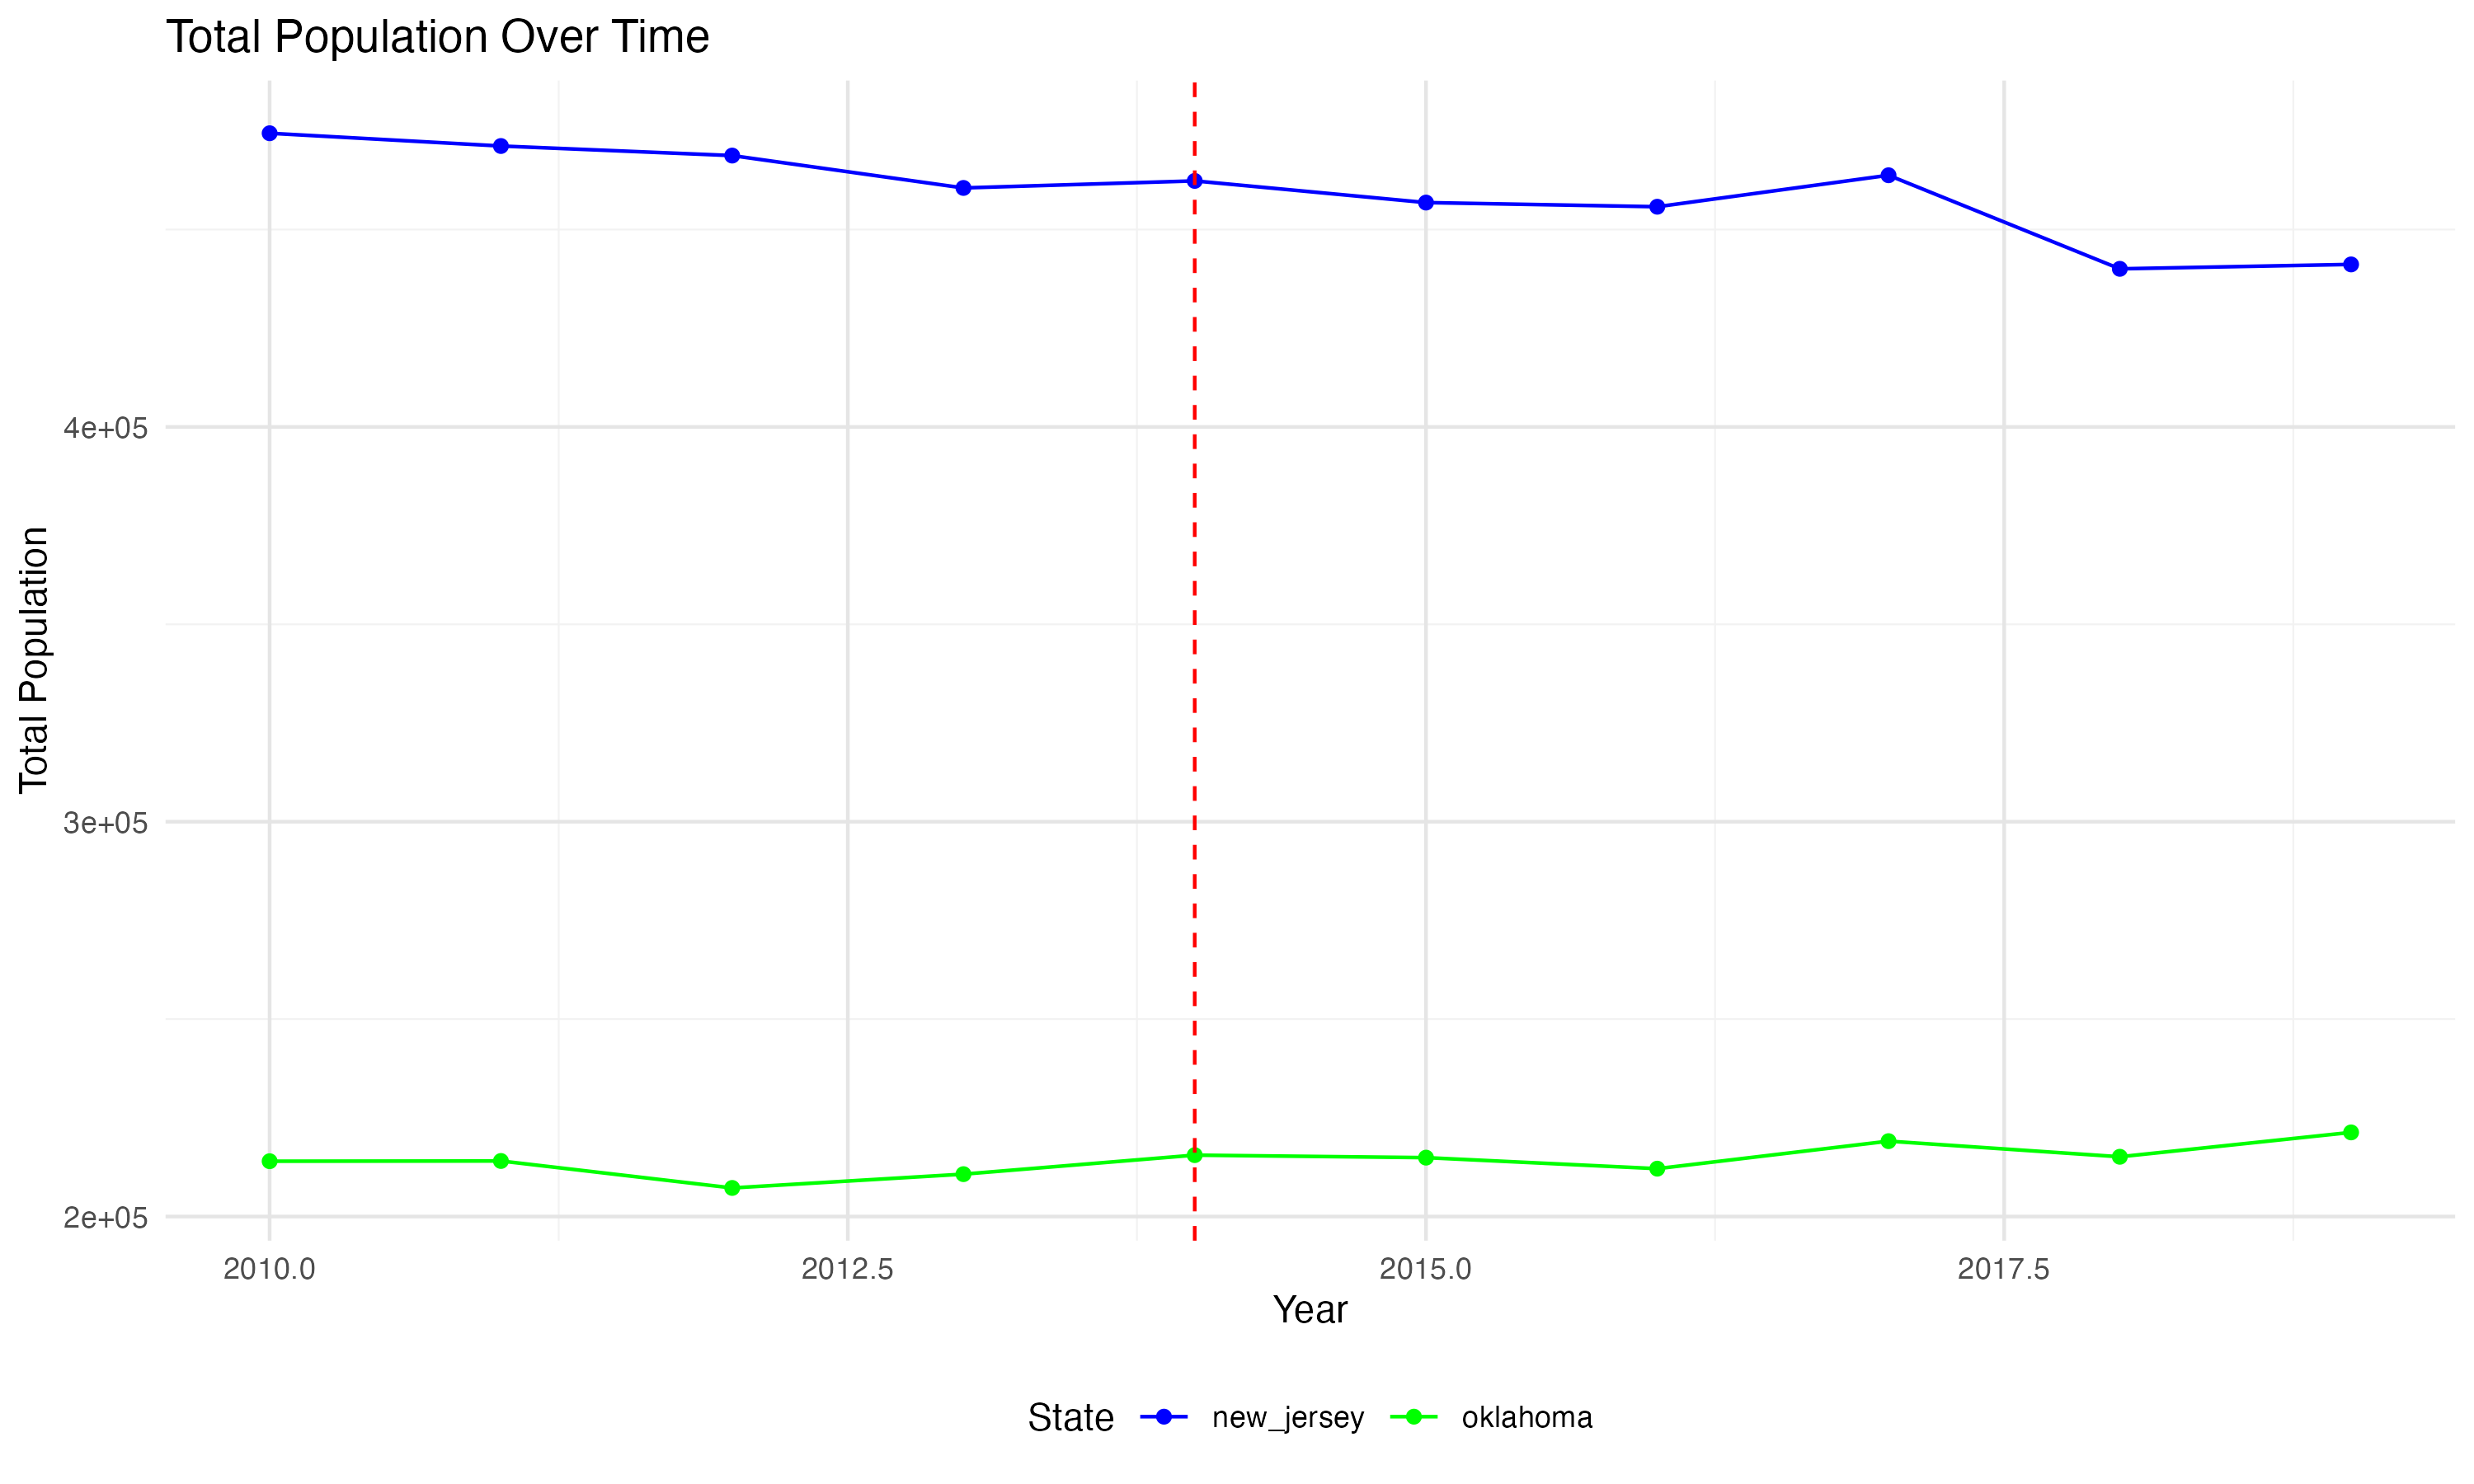 Total Population Over Time
Total Population
4e+05
3e+05
2e+05
2010.0 2012.5 2015.0 2017.5
Year
State new_jersey oklahoma